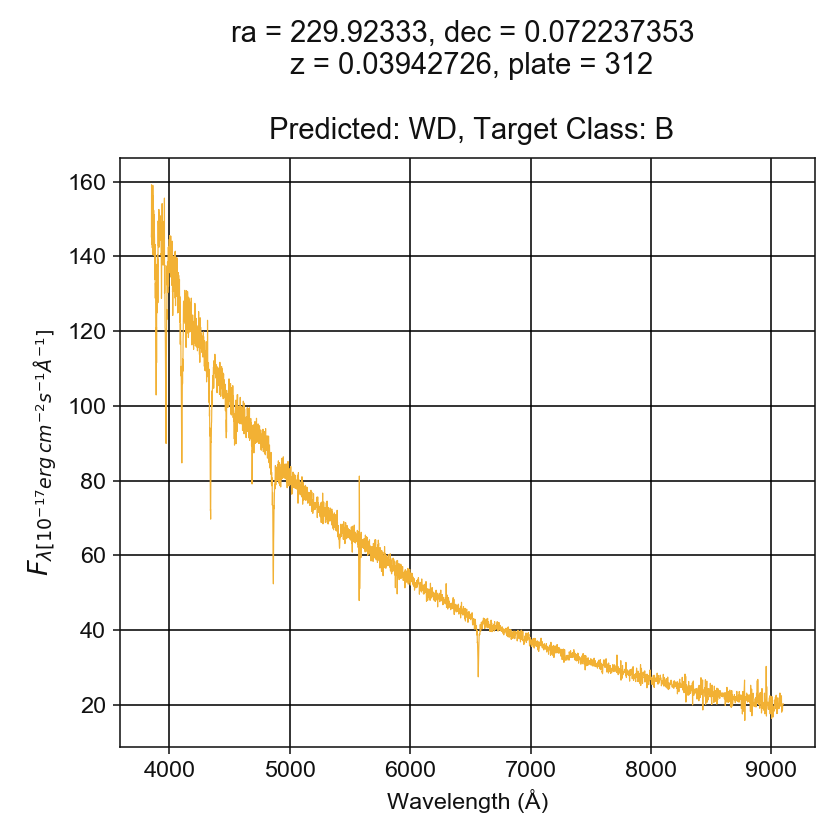 ra = 229.92333, dec = 0.072237353
z = 0.03942726, plate = 312
Predicted: WD, Target Class: B
160
140
120
100
80
60
40
20
F_{λ[10^{−17} erg cm^{−2} s^{−1} Å^{−1}]}
4000 5000 6000 7000 8000 9000
Wavelength (Å)